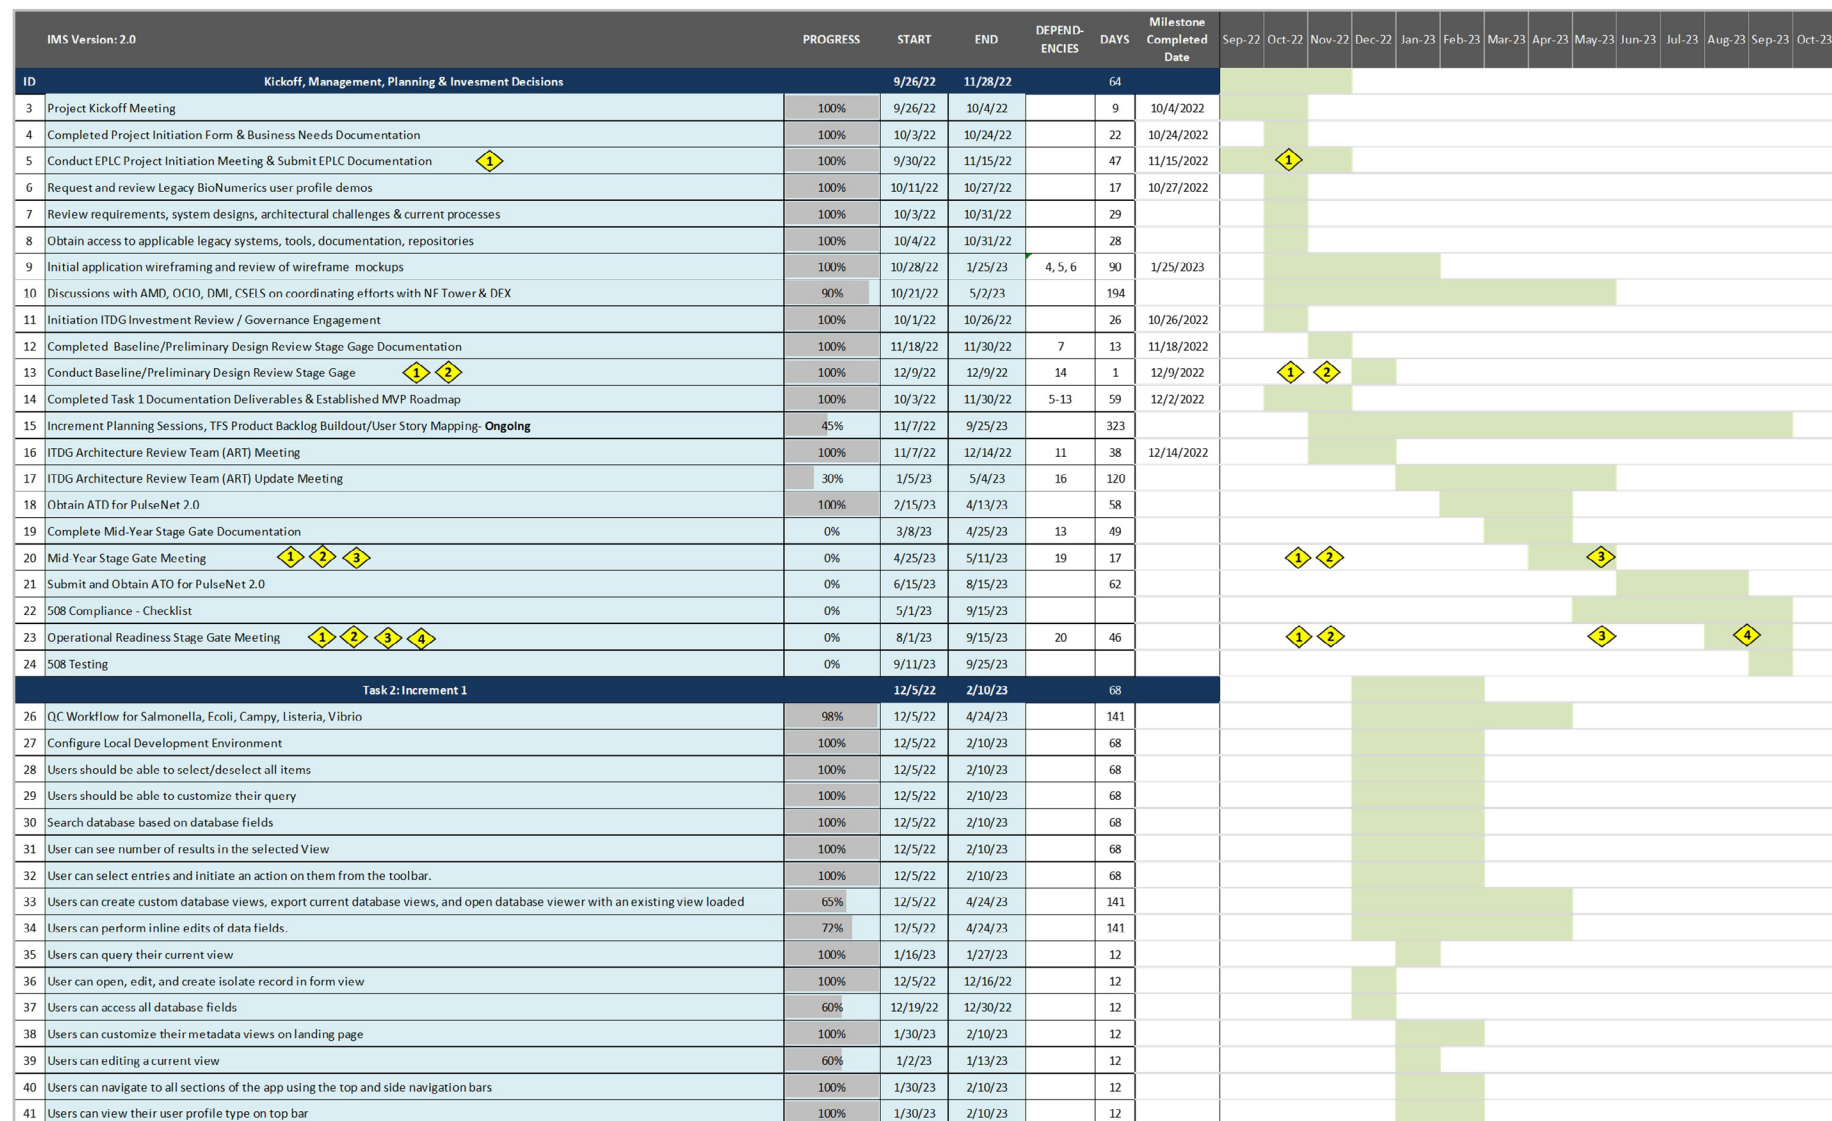 IMS Version: 2.0 PROGRESS START END DEPEND-ENCIES DAYS Milestone Completed Date Sep-22 Oct-22 Nov-22 Dec-22 Jan-23 Feb-23 Mar-23 Apr-23 May-23 Jun-23 Jul-23 Aug-23 Sep-23 Oct-23
ID Kickoff, Management, Planning & Invesment Decisions 9/26/22 11/28/22 64
3 Project Kickoff Meeting 100% 9/26/22 10/4/22 9 10/4/2022
4 Completed Project Initiation Form & Business Needs Documentation 100% 10/3/22 10/24/22 22 10/24/2022
5 Conduct EPLC Project Initiation Meeting & Submit EPLC Documentation 1 100% 9/30/22 11/15/22 47 11/15/2022 1
6 Request and review Legacy BioNumerics user profile demos 100% 10/11/22 10/27/22 17 10/27/2022
7 Review requirements, system designs, architectural challenges & current processes 100% 10/3/22 10/31/22 29
8 Obtain access to applicable legacy systems, tools, documentation, repositories 100% 10/4/22 10/31/22 28
9 Initial application wireframing and review of wireframe mockups 100% 10/28/22 1/25/23 4, 5, 6 90 1/25/2023
10 Discussions with AMD, OCIO, DMI, CSELS on coordinating efforts with NF Tower & DEX 90% 10/21/22 5/2/23 194
11 Initiation ITDG Investment Review / Governance Engagement 100% 10/1/22 10/26/22 26 10/26/2022
12 Completed Baseline/Preliminary Design Review Stage Gage Documentation 100% 11/18/22 11/30/22 7 13 11/18/2022
13 Conduct Baseline/Preliminary Design Review Stage Gage 1 2 100% 12/9/22 12/9/22 14 1 12/9/2022 1 2
14 Completed Task 1 Documentation Deliverables & Established MVP Roadmap 100% 10/3/22 11/30/22 5-13 59 12/2/2022
15 Increment Planning Sessions, TFS Product Backlog Buildout/User Story Mapping- Ongoing 45% 11/7/22 9/25/23 323
16 ITDG Architecture Review Team (ART) Meeting 100% 11/7/22 12/14/22 11 38 12/14/2022
17 ITDG Architecture Review Team (ART) Update Meeting 30% 1/5/23 5/4/23 16 120
18 Obtain ATD for PulseNet 2.0 100% 2/15/23 4/13/23 58
19 Complete Mid-Year Stage Gate Documentation 0% 3/8/23 4/25/23 13 49
20 Mid-Year Stage Gate Meeting 1 2 3 0% 4/25/23 5/11/23 19 17 1 2 3
21 Submit and Obtain ATO for PulseNet 2.0 0% 6/15/23 8/15/23 62
22 508 Compliance - Checklist 0% 5/1/23 9/15/23
23 Operational Readiness Stage Gate Meeting 1 2 3 4 0% 8/1/23 9/15/23 20 46 1 2 3 4
24 508 Testing 0% 9/11/23 9/25/23
Task 2: Increment 1 12/5/22 2/10/23 68
26 QC Workflow for Salmonella, Ecoli, Campy, Listeria, Vibrio 98% 12/5/22 4/24/23 141
27 Configure Local Development Environment 100% 12/5/22 2/10/23 68
28 Users should be able to select/deselect all items 100% 12/5/22 2/10/23 68
29 Users should be able to customize their query 100% 12/5/22 2/10/23 68
30 Search database based on database fields 100% 12/5/22 2/10/23 68
31 User can see number of results in the selected View 100% 12/5/22 2/10/23 68
32 User can select entries and initiate an action on them from the toolbar. 100% 12/5/22 2/10/23 68
33 Users can create custom database views, export current database views, and open database viewer with an existing view loaded 65% 12/5/22 4/24/23 141
34 Users can perform inline edits of data fields. 72% 12/5/22 4/24/23 141
35 Users can query their current view 100% 1/16/23 1/27/23 12
36 User can open, edit, and create isolate record in form view 100% 12/5/22 12/16/22 12
37 Users can access all database fields 60% 12/19/22 12/30/22 12
38 Users can customize their metadata views on landing page 100% 1/30/23 2/10/23 12
39 Users can editing a current view 60% 1/2/23 1/13/23 12
40 Users can navigate to all sections of the app using the top and side navigation bars 100% 1/30/23 2/10/23 12
41 Users can view their user profile type on top bar 100% 1/30/23 2/10/23 12